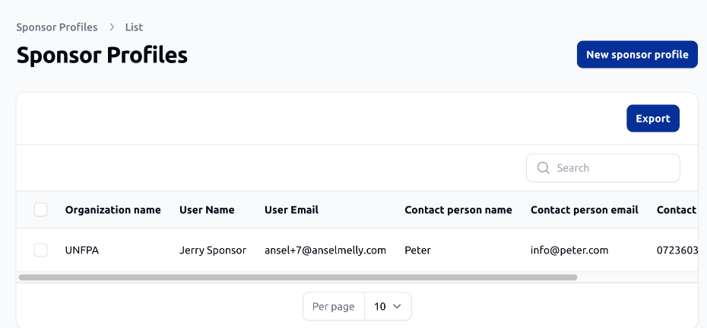 Sponsor Profiles > List
Sponsor Profiles
New sponsor profile
Export
Search
Organization name User Name User Email Contact person name Contact person email Contact
UNFPA Jerry Sponsor ansel+7@anselmelly.com Peter info@peter.com 0723603
Per page 10